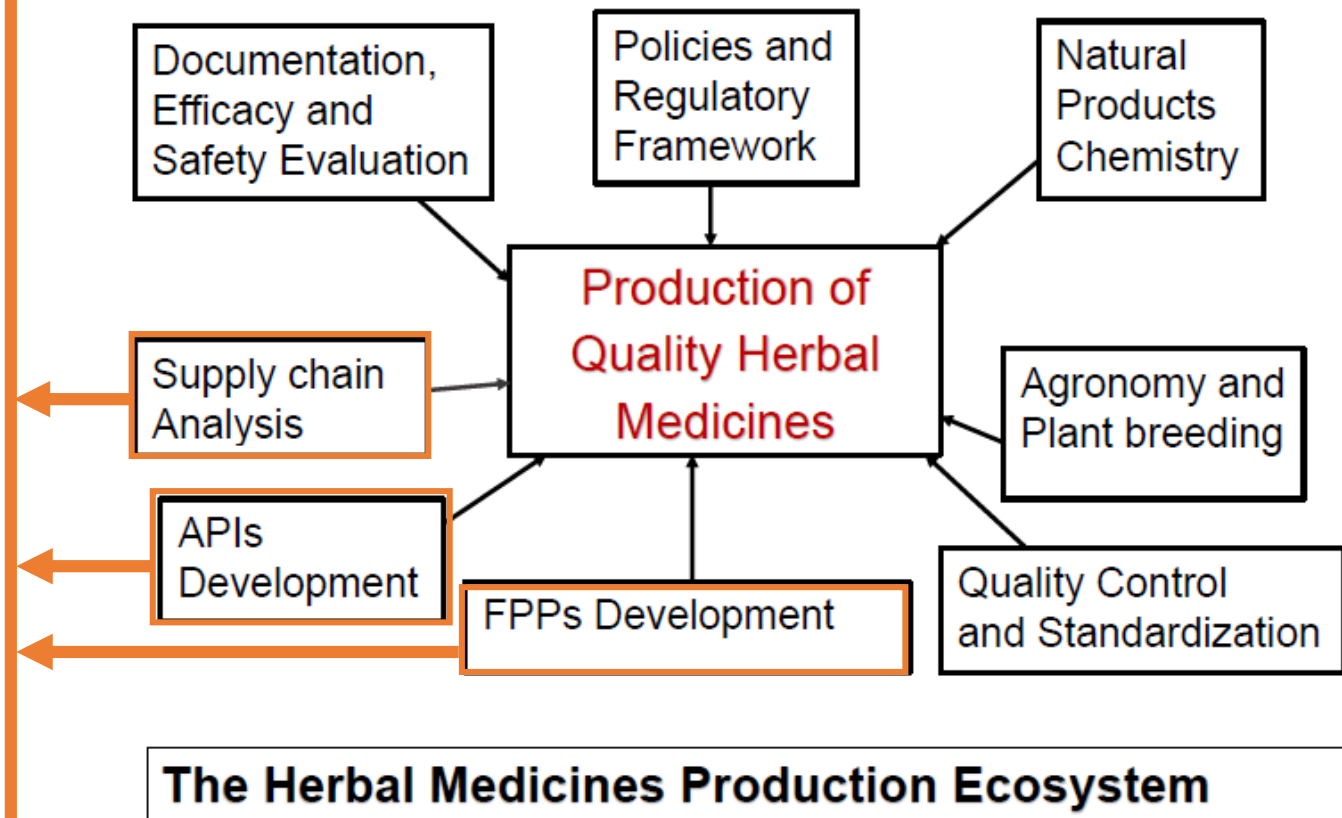 Documentation,
Efficacy and
Safety Evaluation
Policies and
Regulatory
Framework
Natural
Products
Chemistry
Production of
Quality Herbal
Medicines
Supply chain
Analysis
Agronomy and
Plant breeding
APIs
Development
FPPs Development
Quality Control
and Standardization
The Herbal Medicines Production Ecosystem